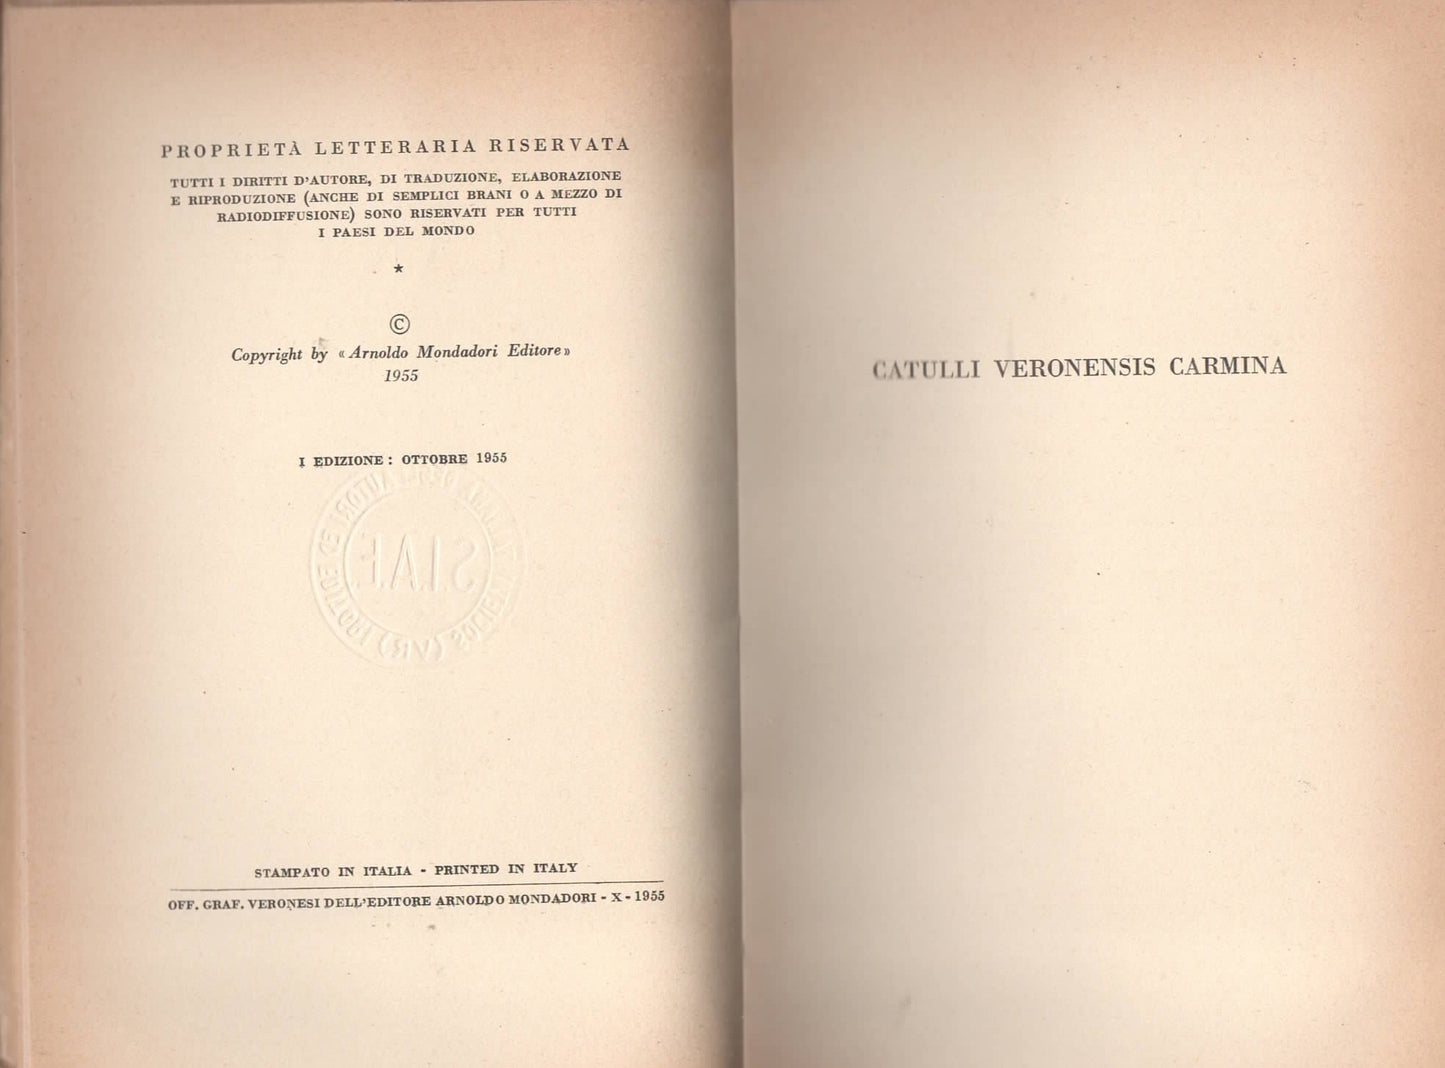 PROPRIETÀ LETTERARIA RISERVATA
TUTTI I DIRITTI D'AUTORE, DI TRADUZIONE, ELABORAZIONE
E RIPRODUZIONE (ANCHE DI SEMPLICI BRANI O A MEZZO DI
RADIODIFFUSIONE) SONO RISERVATI PER TUTTI
I PAESI DEL MONDO
★
©
Copyright by «Arnoldo Mondadori Editore»
1955
I EDIZIONE: OTTOBRE 1955
S.I.A.E.
STAMPATO IN ITALIA - PRINTED IN ITALY
OFF. GRAF. VERONESI DELL'EDITORE ARNOLDO MONDADORI - X - 1955
CATULLI VERONENSIS CARMINA